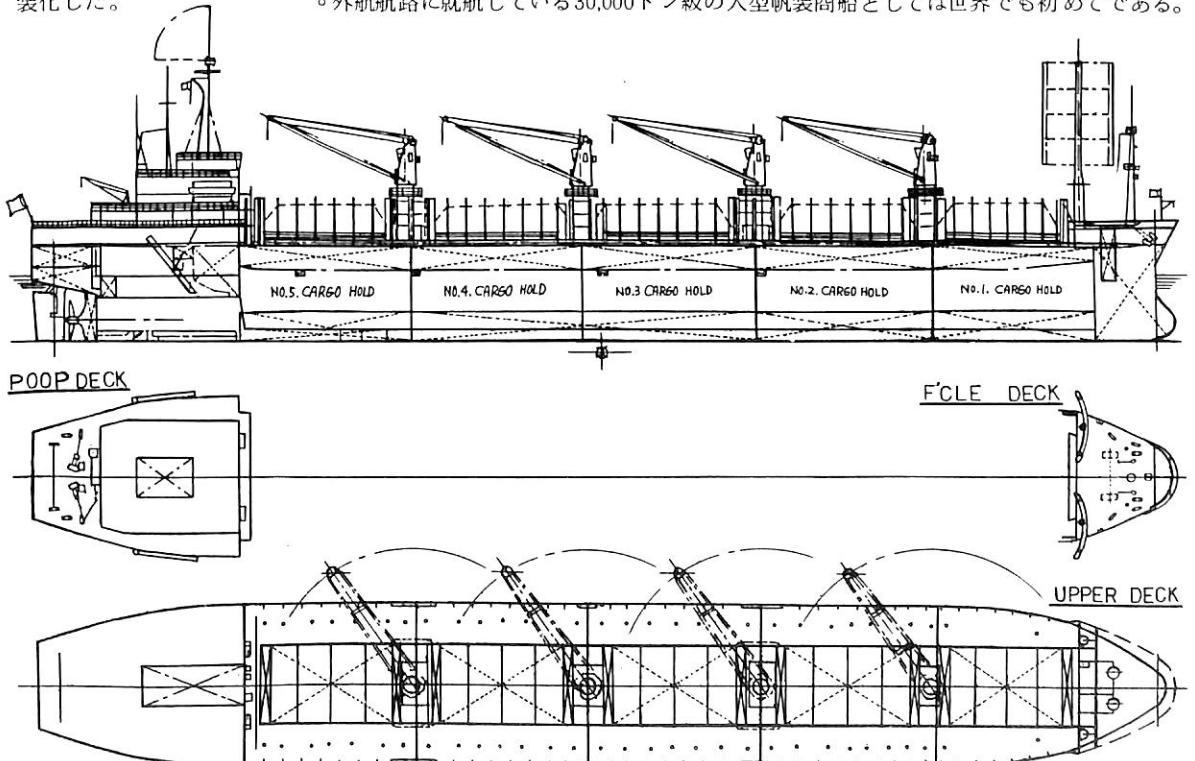 装化した。
。外航航路に就航している30,000トン級の大型帆装商船としては世界でも初めてである。
NO.5. CARGO HOLD
NO.4. CARGO HOLD
NO.3 CARGO HOLD
NO.2. CARGO HOLD
NO.1. CARGO HOLD
POOP DECK
F'CLE DECK
UPPER DECK